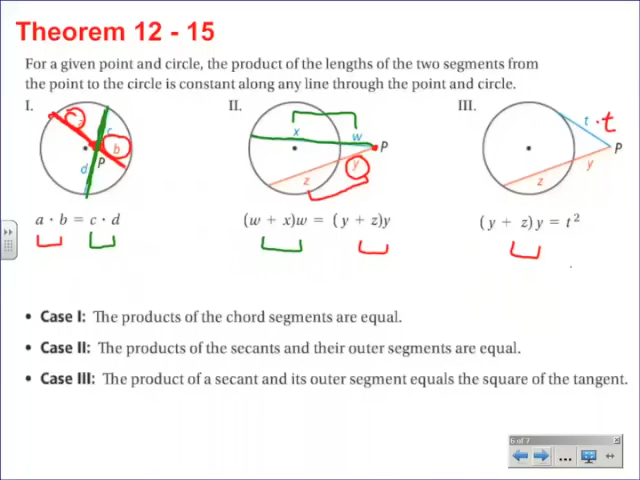 Theorem 12 - 15
For a given point and circle, the product of the lengths of the two segments from
the point to the circle is constant along any line through the point and circle.
I. II. III.
a c b d P
x w P y z
t · t P y z
a · b = c · d (w + x)w = (y + z)y (y + z)y = t²
• Case I: The products of the chord segments are equal.
• Case II: The products of the secants and their outer segments are equal.
• Case III: The product of a secant and its outer segment equals the square of the tangent.
6 of 7